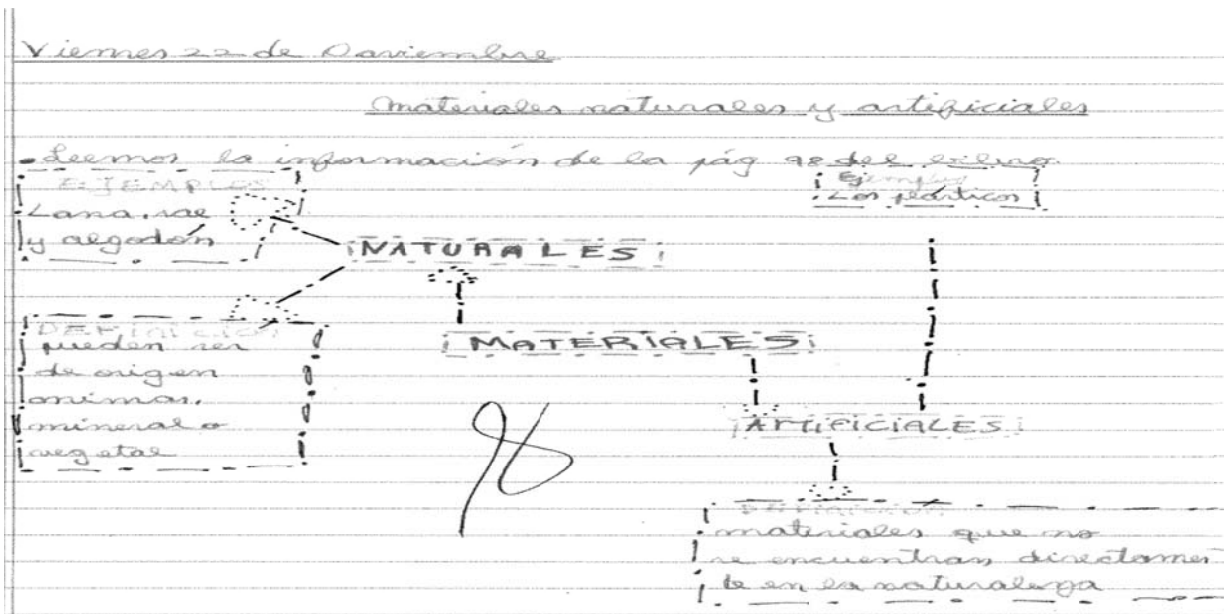 Viernes 22 de Noviembre
Materiales naturales y artificiales
Leemos la información de la pág 98 del
EJEMPLOS
Lana, sal
y algodón
Ejemplos
Los plásticos
NATURALES
MATERIALES
DEFINICIÓN
pueden ser
de origen
animal,
mineral o
vegetal
ARTIFICIALES
DEFINICIÓN
materiales que no
se encuentran directamen
te en la naturaleza